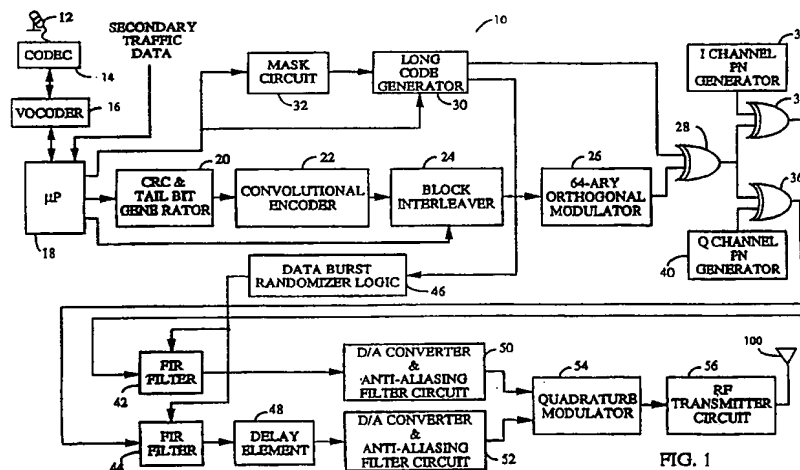 12
SECONDARY
TRAFFIC
DATA
10
CODEC
14
MASK
CIRCUIT
32
LONG
CODE
GENERATOR
30
I CHANNEL
PN
GENERATOR
VOCODER
16
28
20
22
24
26
36
μP
18
CRC &
TAIL BIT
GENERATOR
CONVOLUTIONAL
ENCODER
BLOCK
INTERLEAVER
64-ARY
ORTHOGONAL
MODULATOR
Q CHANNEL
PN
GENERATOR
40
DATA BURST
RANDOMIZER LOGIC
46
FIR
FILTER
42
D/A CONVERTER
&
ANTI-ALIASING
FILTER CIRCUIT
50
54
QUADRATURE
MODULATOR
56
RF
TRANSMITTER
CIRCUIT
100
FIR
FILTER
44
48
DELAY
ELEMENT
D/A CONVERTER
&
ANTI-ALIASING
FILTER CIRCUIT
52
FIG. 1